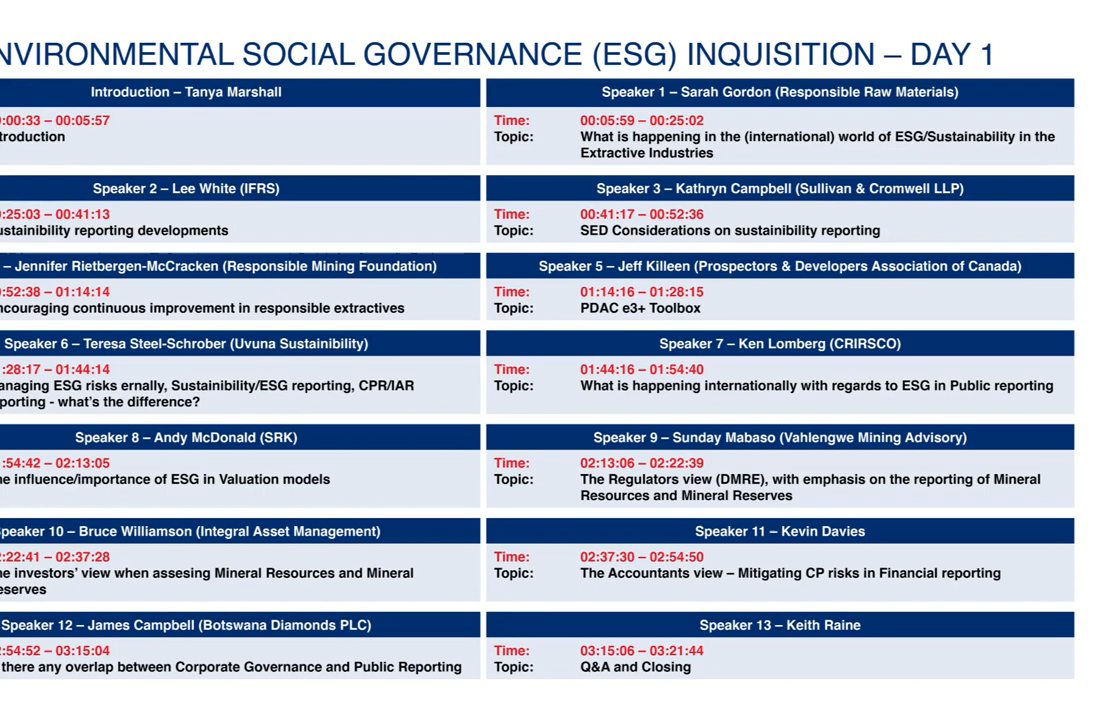 NVIRONMENTAL SOCIAL GOVERNANCE (ESG) INQUISITION – DAY 1
Introduction – Tanya Marshall
:00:33 – 00:05:57
troduction
Speaker 1 – Sarah Gordon (Responsible Raw Materials)
Time: 00:05:59 – 00:25:02
Topic: What is happening in the (international) world of ESG/Sustainability in the
Extractive Industries
Speaker 2 – Lee White (IFRS)
:25:03 – 00:41:13
ustainibility reporting developments
Speaker 3 – Kathryn Campbell (Sullivan & Cromwell LLP)
Time: 00:41:17 – 00:52:36
Topic: SED Considerations on sustainability reporting
– Jennifer Rietbergen-McCracken (Responsible Mining Foundation)
:52:38 – 01:14:14
ncouraging continuous improvement in responsible extractives
Speaker 5 – Jeff Killeen (Prospectors & Developers Association of Canada)
Time: 01:14:16 – 01:28:15
Topic: PDAC e3+ Toolbox
Speaker 6 – Teresa Steel-Schrober (Uvuna Sustainibility)
:28:17 – 01:44:14
anaging ESG risks ernally, Sustainibility/ESG reporting, CPR/IAR
porting - what's the difference?
Speaker 7 – Ken Lomberg (CRIRSCO)
Time: 01:44:16 – 01:54:40
Topic: What is happening internationally with regards to ESG in Public reporting
Speaker 8 – Andy McDonald (SRK)
:54:42 – 02:13:05
he influence/importance of ESG in Valuation models
Speaker 9 – Sunday Mabaso (Vahlengwe Mining Advisory)
Time: 02:13:06 – 02:22:39
Topic: The Regulators view (DMRE), with emphasis on the reporting of Mineral
Resources and Mineral Reserves
Speaker 10 – Bruce Williamson (Integral Asset Management)
:22:41 – 02:37:28
he investors' view when assesing Mineral Resources and Mineral
eserves
Speaker 11 – Kevin Davies
Time: 02:37:30 – 02:54:50
Topic: The Accountants view – Mitigating CP risks in Financial reporting
Speaker 12 – James Campbell (Botswana Diamonds PLC)
:54:52 – 03:15:04
there any overlap between Corporate Governance and Public Reporting
Speaker 13 – Keith Raine
Time: 03:15:06 – 03:21:44
Topic: Q&A and Closing